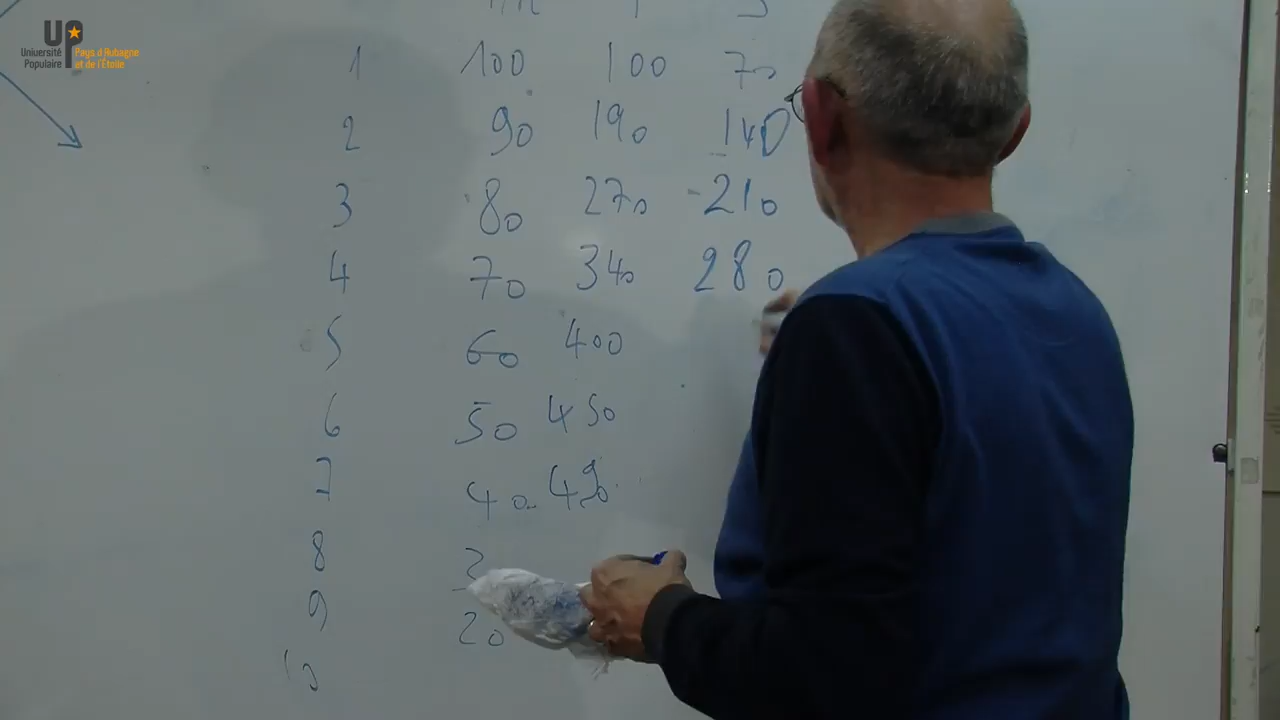 UP
Université
Populaire
Pays d'Aubagne
et de l'Étoile
1 100 100 70
2 90 190 140
3 80 270 210
4 70 340 280
5 60 400
6 50 450
7 40 490
8
9 20
10